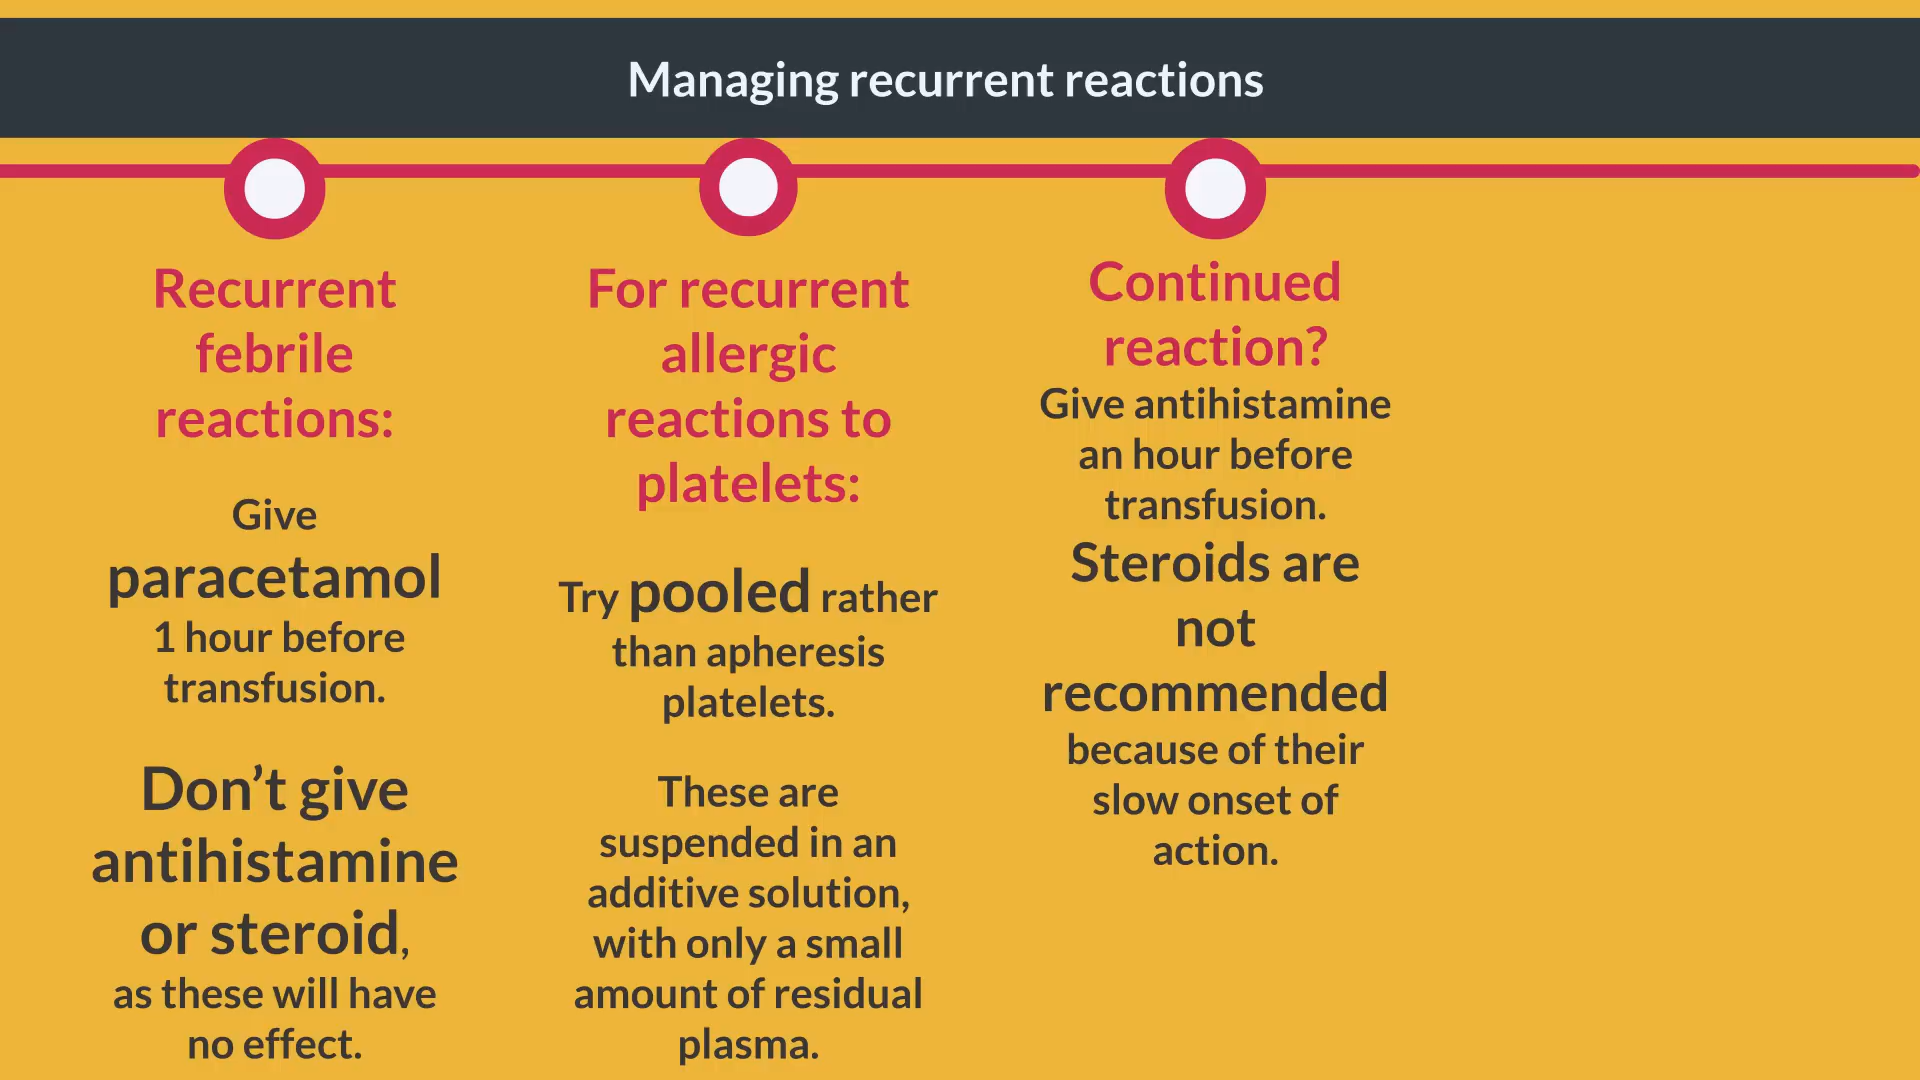 Managing recurrent reactions
Recurrent
febrile
reactions:
Give
paracetamol
1 hour before
transfusion.
Don’t give
antihistamine
or steroid,
as these will have
no effect.
For recurrent
allergic
reactions to
platelets:
Try pooled rather
than apheresis
platelets.
These are
suspended in an
additive solution,
with only a small
amount of residual
plasma.
Continued
reaction?
Give antihistamine
an hour before
transfusion.
Steroids are
not
recommended
because of their
slow onset of
action.